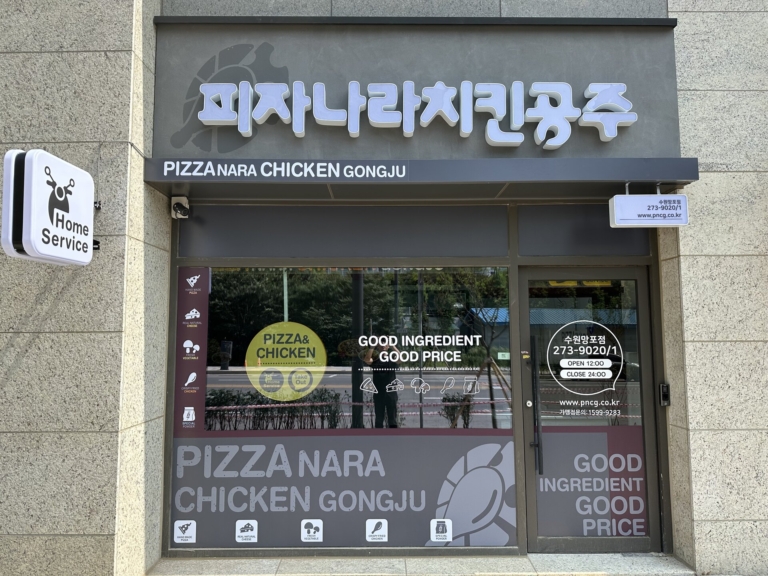 피자나라치킨공주
PIZZA NARA CHICKEN GONGJU
Home
Service
수원망포점
273-9020/1
www.pncg.co.kr
PIZZA&
CHICKEN
GOOD INGREDIENT
GOOD PRICE
수원망포점
273-9020/1
OPEN 12:00
CLOSE 24:00
www.pncg.co.kr
가맹점문의: 1599-9283
PIZZA NARA
CHICKEN GONGJU
GOOD
INGREDIENT
GOOD
PRICE